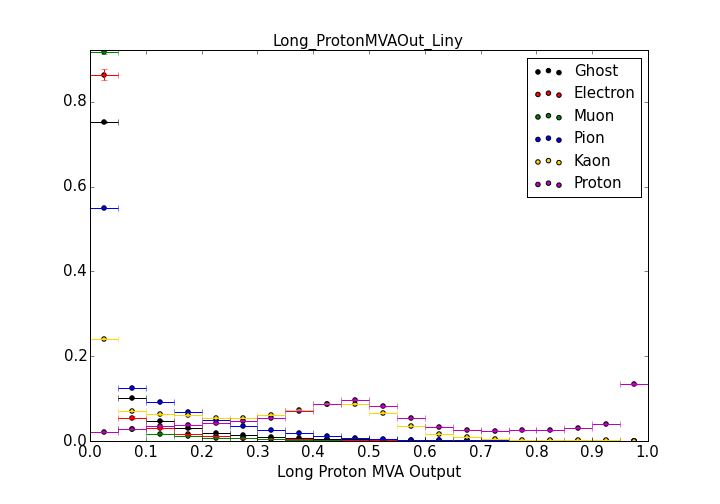 Long_ProtonMVAOut_Liny
Ghost
Electron
Muon
Pion
Kaon
Proton
0.8
0.6
0.4
0.2
0.0
0.0 0.1 0.2 0.3 0.4 0.5 0.6 0.7 0.8 0.9 1.0
Long Proton MVA Output